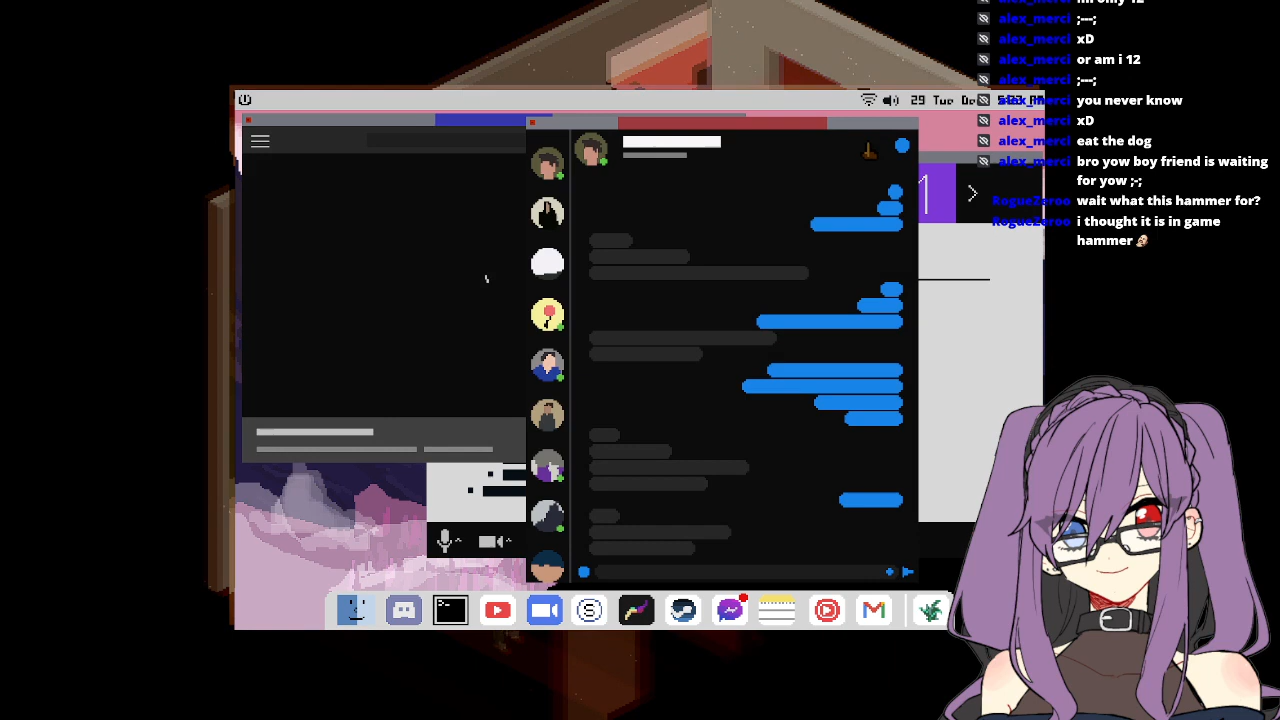 alex_merci ;---;
alex_merci xD
alex_merci or am i 12
alex_merci ;---;
alex_merci you never know
alex_merci xD
alex_merci eat the dog
alex_merci bro yow boy friend is waiting
for yow ;-;
RogueZeroo wait what this hammer for?
RogueZeroo i thought it is in game
hammer
29 Tue
1 >